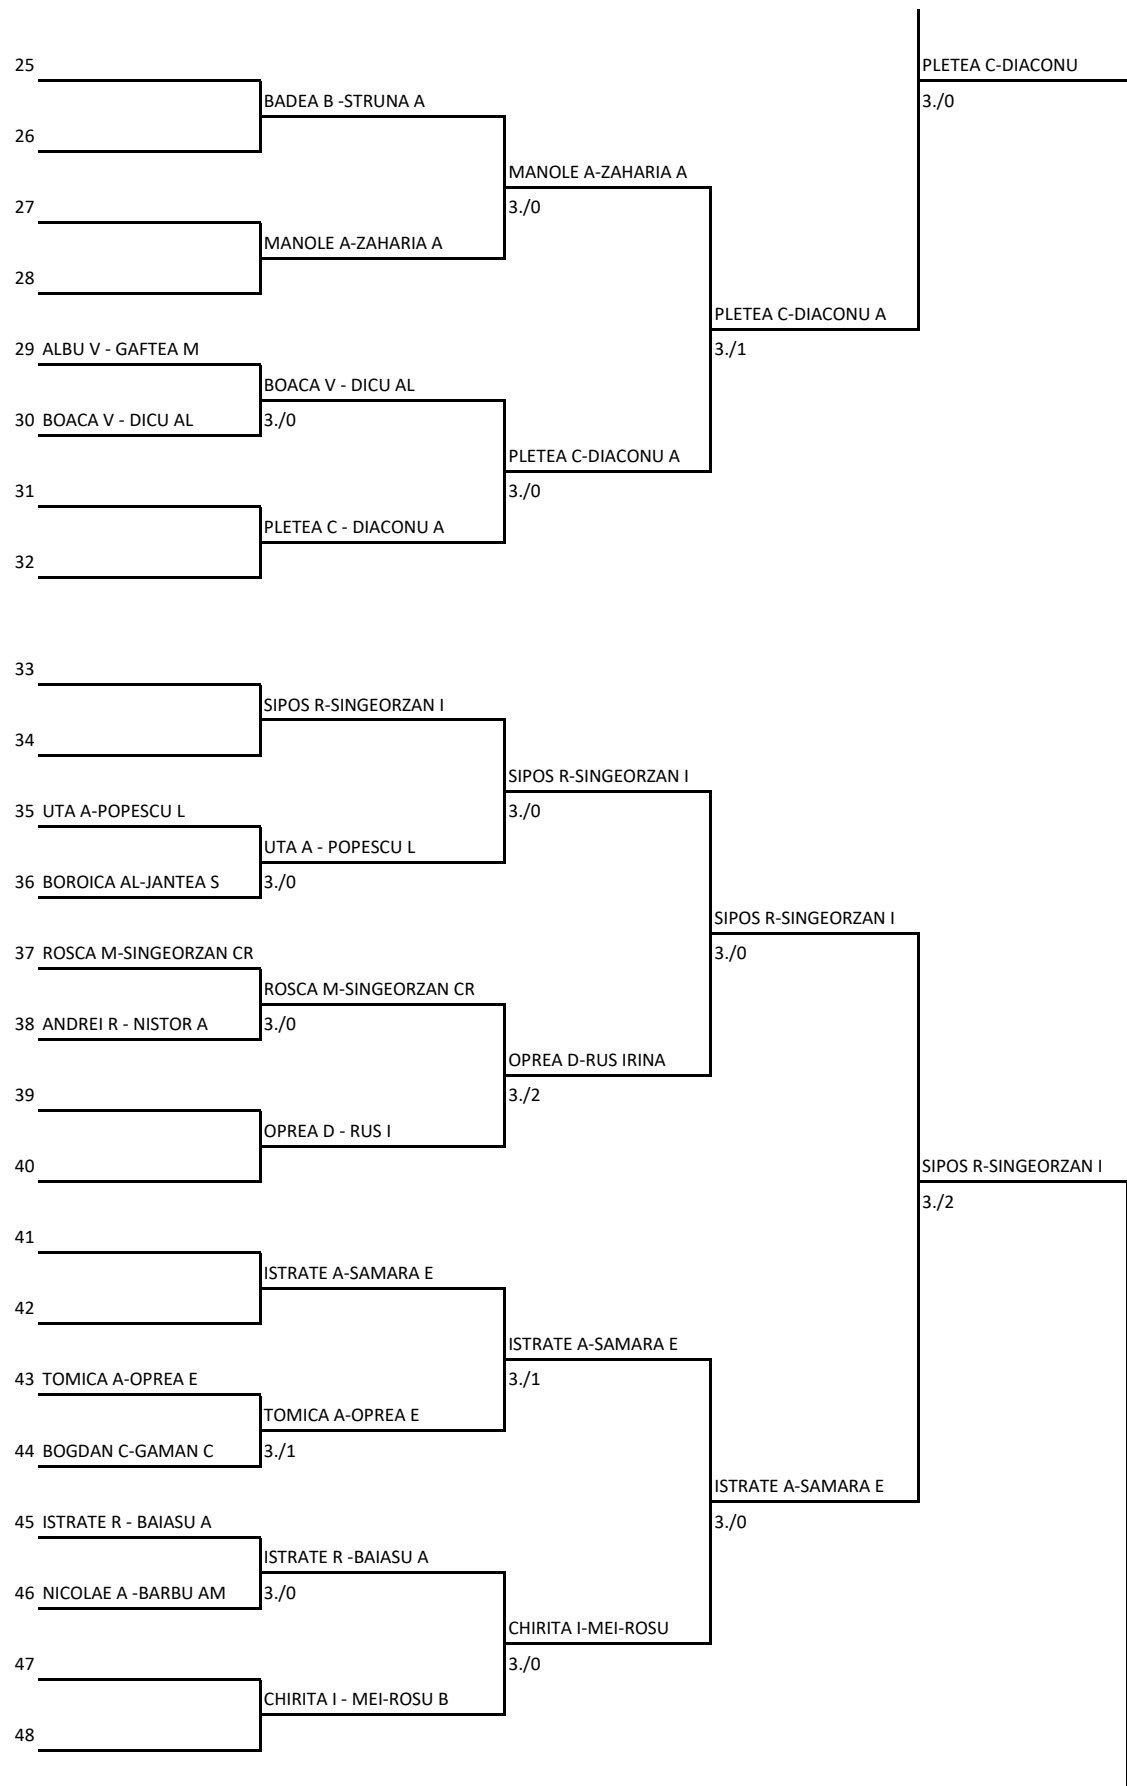 25
PLETEA C-DIACONU
BADEA B -STRUNA A
3./0
26
MANOLE A-ZAHARIA A
27
3./0
MANOLE A-ZAHARIA A
28
PLETEA C-DIACONU A
29 ALBU V - GAFTEA M
3./1
BOACA V - DICU AL
30 BOACA V - DICU AL
3./0
PLETEA C-DIACONU A
31
3./0
PLETEA C - DIACONU A
32
33
SIPOS R-SINGEORZAN I
34
SIPOS R-SINGEORZAN I
35 UTA A-POPESCU L
3./0
UTA A - POPESCU L
36 BOROICA AL-JANTEA S
3./0
SIPOS R-SINGEORZAN I
37 ROSCA M-SINGEORZAN CR
3./0
ROSCA M-SINGEORZAN CR
38 ANDREI R - NISTOR A
3./0
OPREA D-RUS IRINA
39
3./2
OPREA D - RUS I
40
SIPOS R-SINGEORZAN I
3./2
41
ISTRATE A-SAMARA E
42
ISTRATE A-SAMARA E
43 TOMICA A-OPREA E
3./1
TOMICA A-OPREA E
44 BOGDAN C-GAMAN C
3./1
ISTRATE A-SAMARA E
45 ISTRATE R - BAIASU A
3./0
ISTRATE R -BAIASU A
46 NICOLAE A -BARBU AM
3./0
CHIRITA I-MEI-ROSU
47
3./0
CHIRITA I - MEI-ROSU B
48